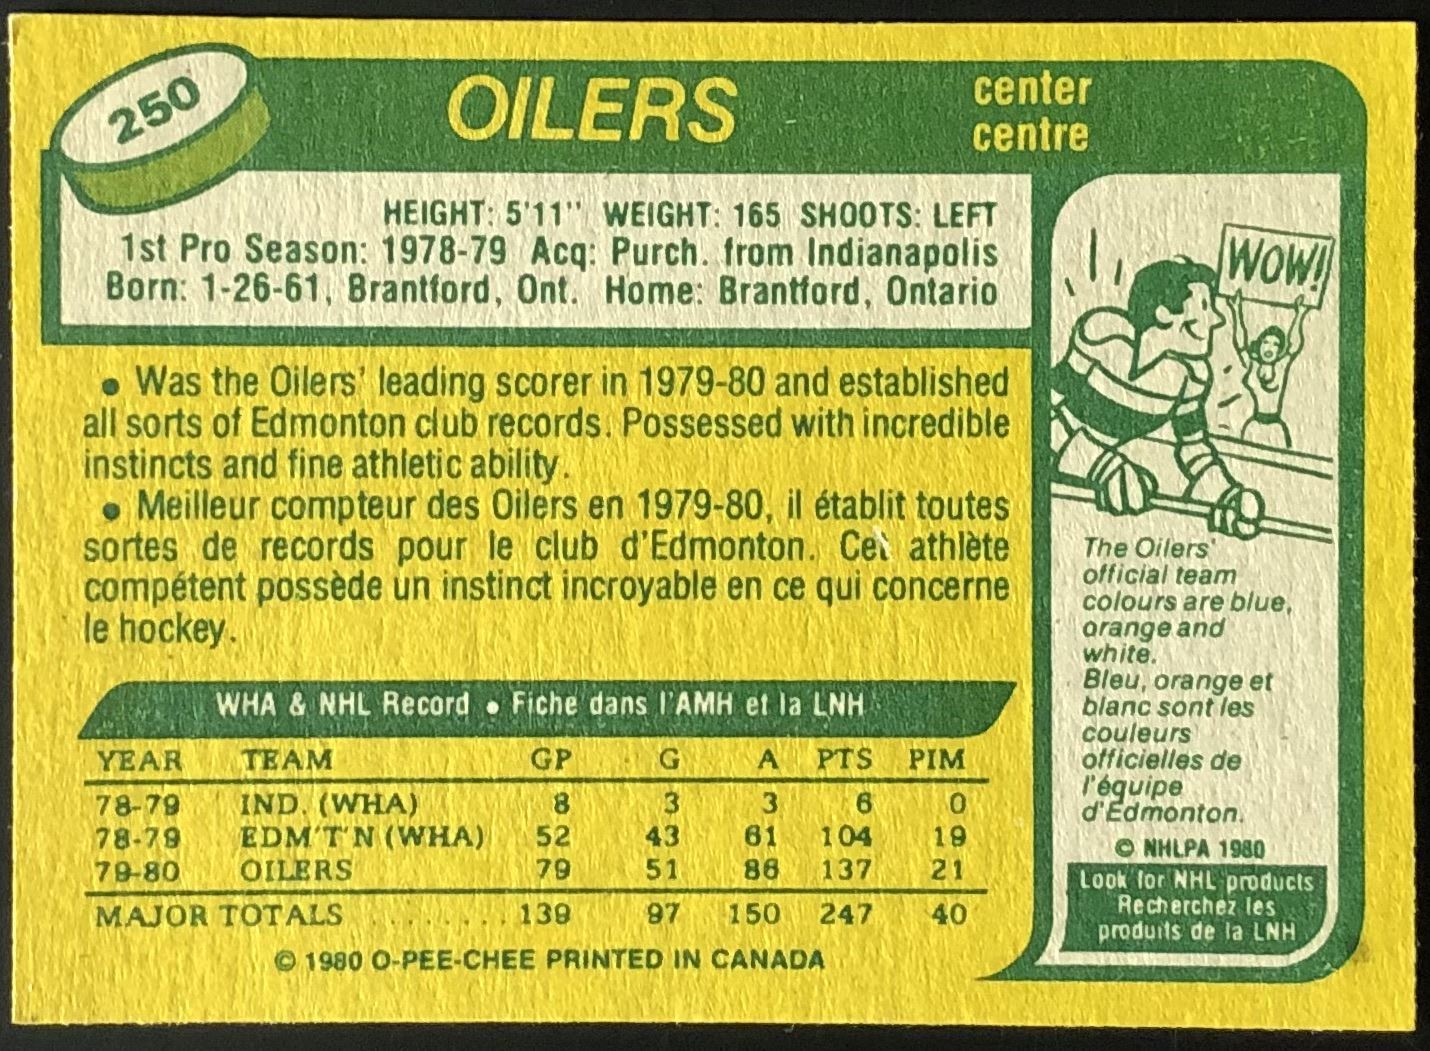 250
OILERS
center
centre
HEIGHT: 5'11" WEIGHT: 165 SHOOTS: LEFT
1st Pro Season: 1978-79 Acq: Purch. from Indianapolis
Born: 1-26-61, Brantford, Ont. Home: Brantford, Ontario
WOW!
• Was the Oilers' leading scorer in 1979-80 and established
all sorts of Edmonton club records. Possessed with incredible
instincts and fine athletic ability.
• Meilleur compteur des Oilers en 1979-80, il établit toutes
sortes de records pour le club d'Edmonton. Cet athlète
compétent possède un instinct incroyable en ce qui concerne
le hockey.
WHA & NHL Record • Fiche dans l'AMH et la LNH
YEAR TEAM GP G A PTS PIM
78-79 IND. (WHA) 8 3 3 6 0
78-79 EDM'T'N (WHA) 52 43 61 104 19
79-80 OILERS 79 51 86 137 21
MAJOR TOTALS ........ 139 97 150 247 40
© 1980 O-PEE-CHEE PRINTED IN CANADA
The Oilers'
official team
colours are blue,
orange and
white.
Bleu, orange et
blanc sont les
couleurs
officielles de
l'équipe
d'Edmonton.
© NHLPA 1980
Look for NHL products
Recherchez les
produits de la LNH